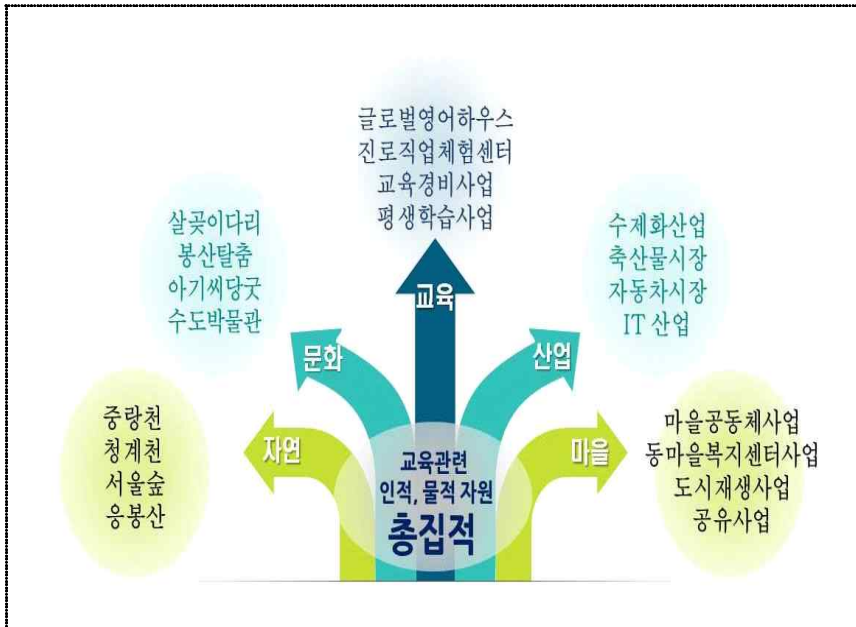 글로벌영어하우스
진로직업체험센터
교육경비사업
평생학습사업
살곶이다리
봉산탈춤
아기씨당굿
수도박물관
수제화산업
축산물시장
자동차시장
IT 산업
교육
문화
산업
중랑천
청계천
서울숲
응봉산
자연
마을
마을공동체사업
동마을복지센터사업
도시재생사업
공유사업
교육관련
인적, 물적 자원
총집적